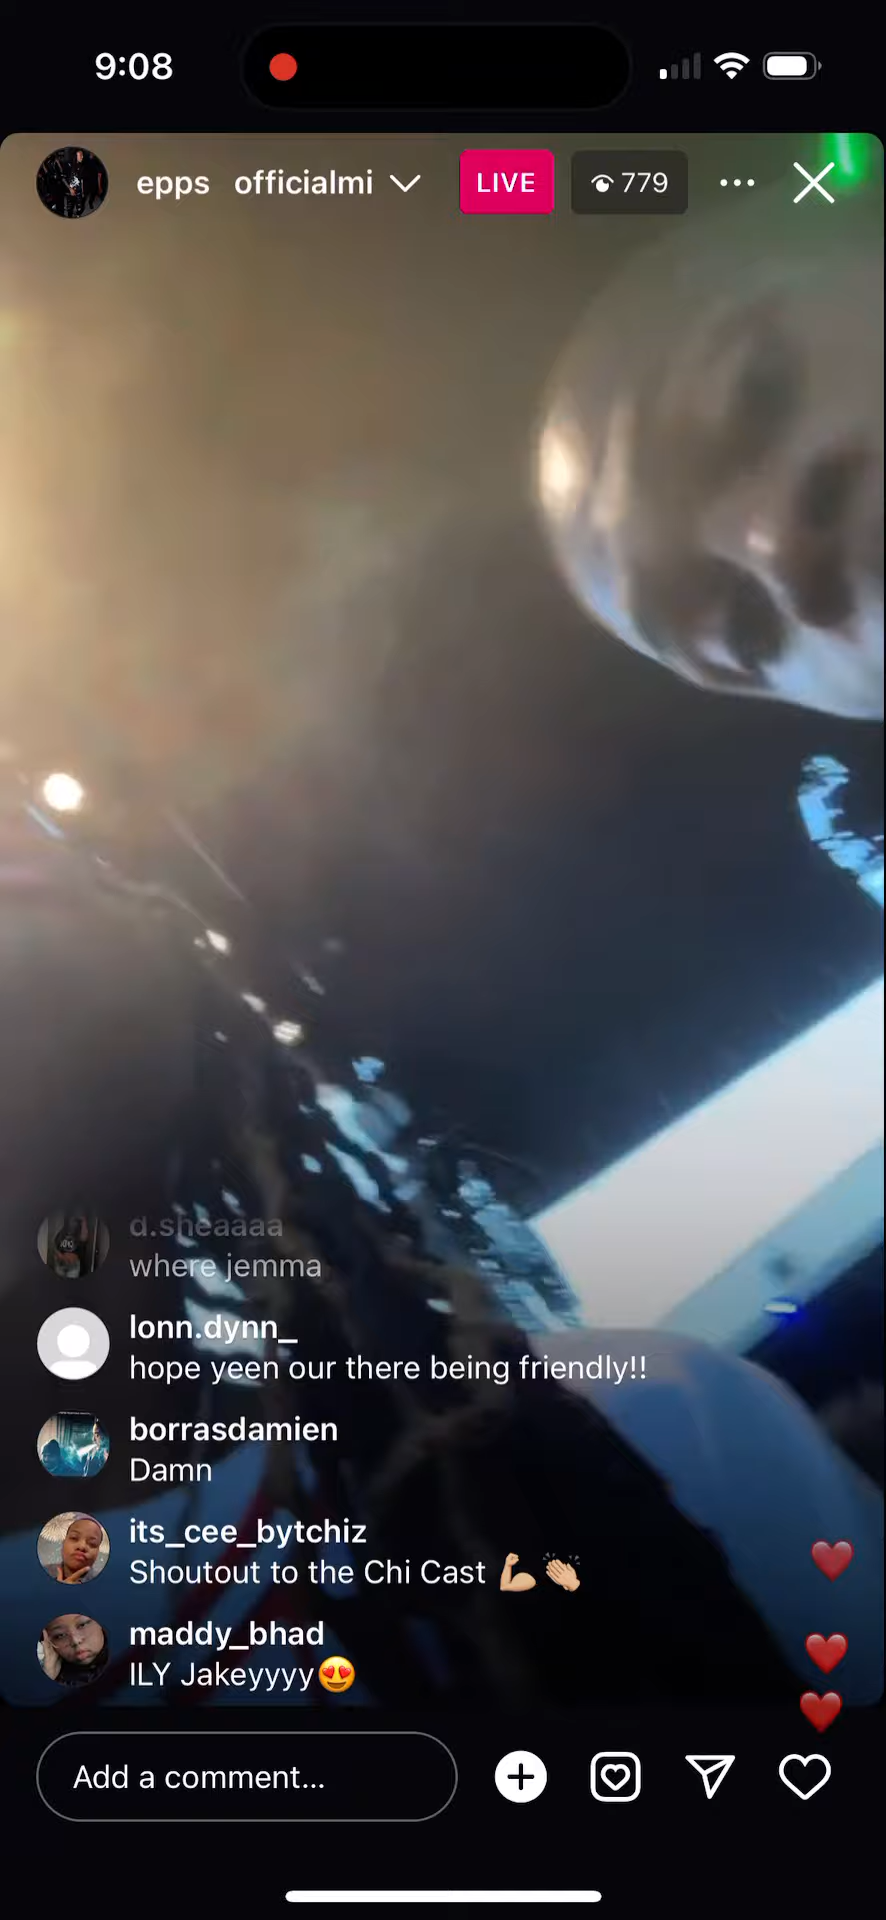 9:08
epps officialmi LIVE 779
d.sheaaaa
where jemma
lonn.dynn_
hope yeen our there being friendly!!
borrasdamien
Damn
its_cee_bytchiz
Shoutout to the Chi Cast 💪🏼👏🏼
maddy_bhad
ILY Jakeyyyy😍
Add a comment...